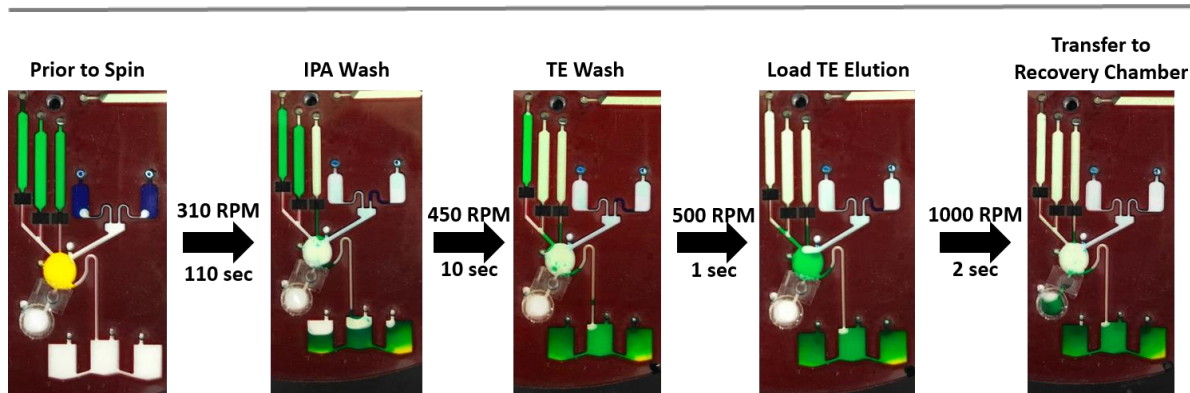 Prior to Spin
310 RPM
110 sec
IPA Wash
450 RPM
10 sec
TE Wash
500 RPM
1 sec
Load TE Elution
1000 RPM
2 sec
Transfer to
Recovery Chamber